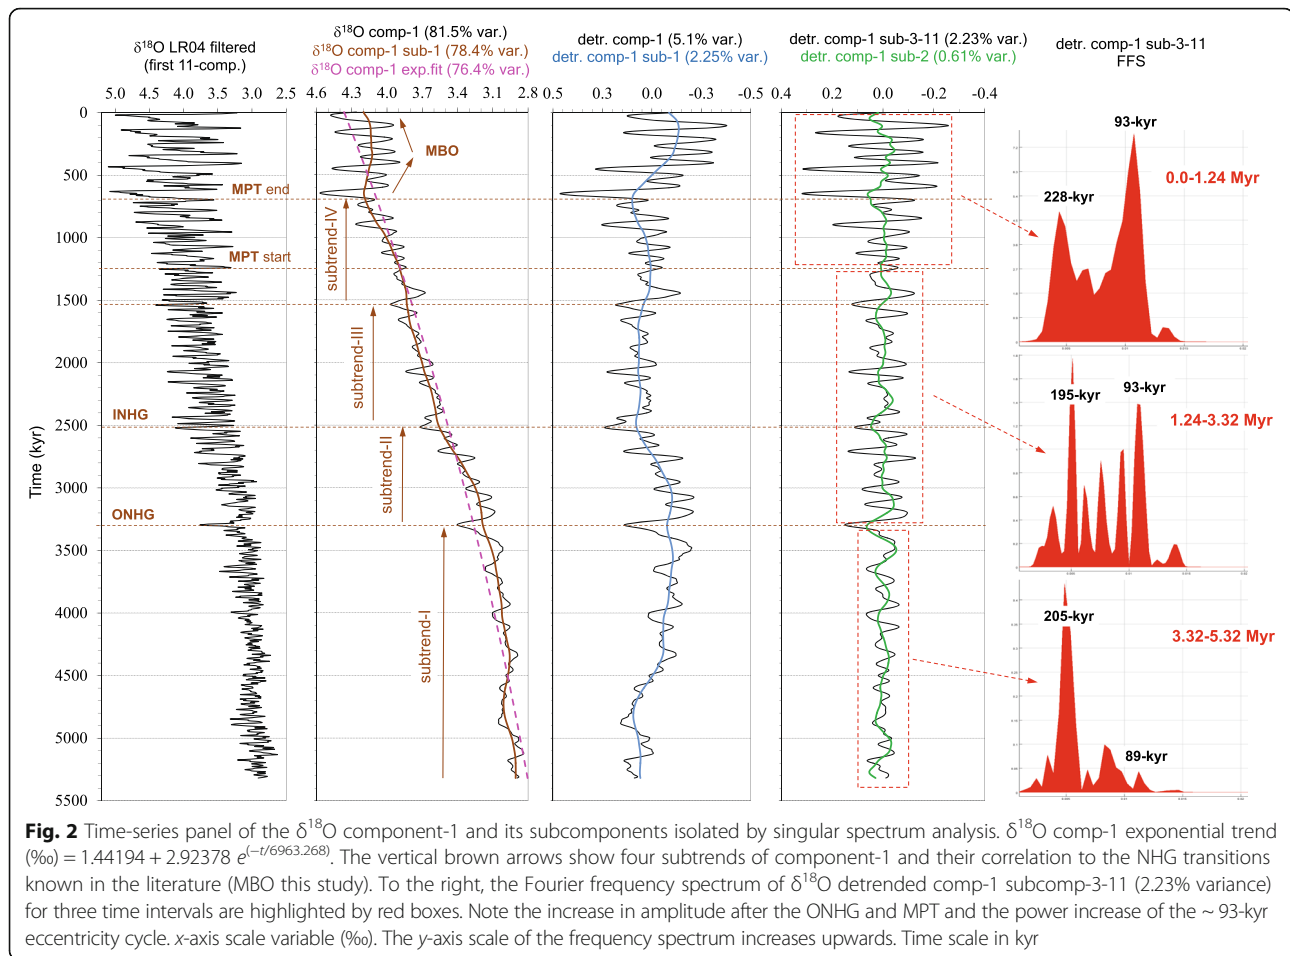 δ18O LR04 filtered
(first 11-comp.)
δ18O comp-1 (81.5% var.)
δ18O comp-1 sub-1 (78.4% var.)
δ18O comp-1 exp.fit (76.4% var.)
detr. comp-1 (5.1% var.)
detr. comp-1 sub-1 (2.25% var.)
detr. comp-1 sub-3-11 (2.23% var.)
detr. comp-1 sub-2 (0.61% var.)
detr. comp-1 sub-3-11
FFS
5.0 4.5 4.0 3.5 3.0 2.5
4.6 4.3 4.0 3.7 3.4 3.1 2.8
0.5 0.3 0.0 -0.3 -0.5
0.4 0.2 0.0 -0.2 -0.4
Time (kyr)
0
500
1000
1500
2000
2500
3000
3500
4000
4500
5000
5500
MPT end
MPT start
INHG
ONHG
MBO
subtrend-IV
subtrend-III
subtrend-II
subtrend-I
93-kyr
228-kyr
0.0-1.24 Myr
195-kyr
93-kyr
1.24-3.32 Myr
205-kyr
89-kyr
3.32-5.32 Myr
Fig. 2 Time-series panel of the δ18O component-1 and its subcomponents isolated by singular spectrum analysis. δ18O comp-1 exponential trend
(‰) = 1.44194 + 2.92378 e(−t/6963.268). The vertical brown arrows show four subtrends of component-1 and their correlation to the NHG transitions
known in the literature (MBO this study). To the right, the Fourier frequency spectrum of δ18O detrended comp-1 subcomp-3-11 (2.23% variance)
for three time intervals are highlighted by red boxes. Note the increase in amplitude after the ONHG and MPT and the power increase of the ~ 93-kyr
eccentricity cycle. x-axis scale variable (‰). The y-axis scale of the frequency spectrum increases upwards. Time scale in kyr